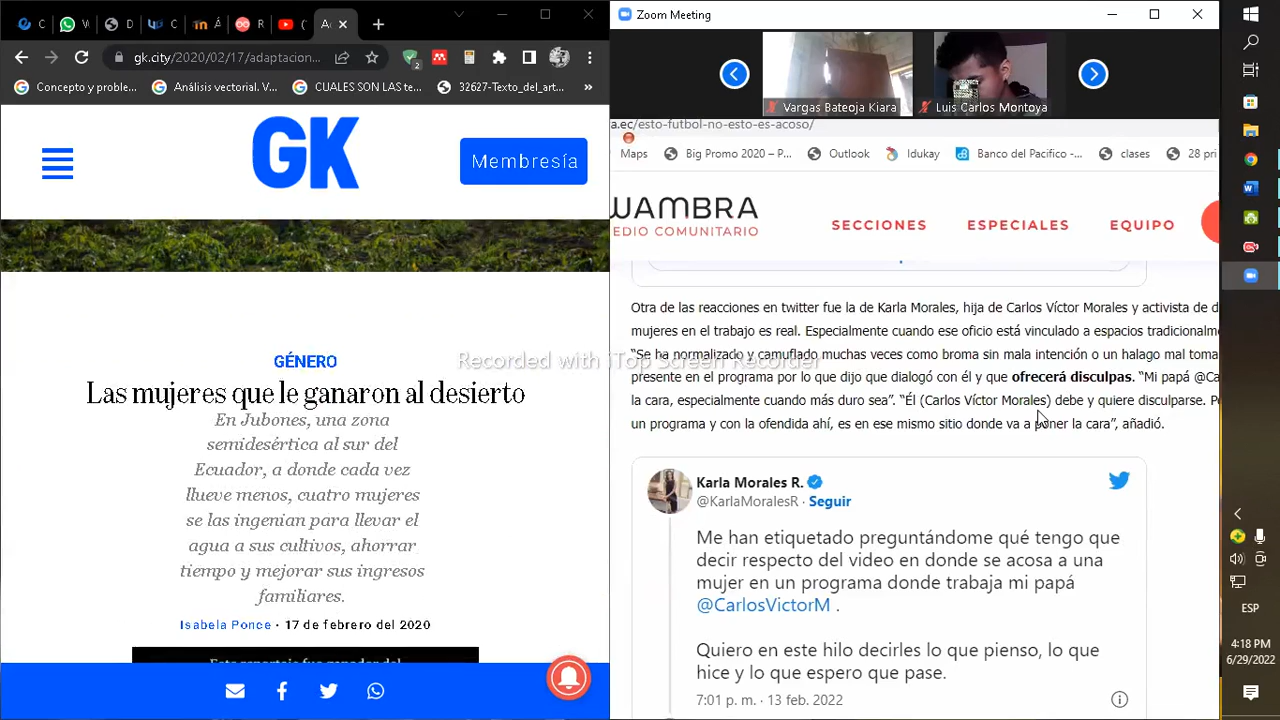 C
V
D
C
Á
R
(
A
gk.city/2020/02/17/adaptacion...
2
Concepto y proble...
Análisis vectorial. V...
CUALES SON LAS te...
32627-Texto_del_art...
»
GK
Membresía
GÉNERO
Las mujeres que le ganaron al desierto
En Jubones, una zona
semidesértica al sur del
Ecuador, a donde cada vez
llueve menos, cuatro mujeres
se las ingenian para llevar el
agua a sus cultivos, ahorrar
tiempo y mejorar sus ingresos
familiares.
Isabela Ponce · 17 de febrero del 2020
Recorded with iTop Screen Recorder
Zoom Meeting
Vargas Bateoja Kiara
Luis Carlos Montoya
a.ec/esto-futbol-no-esto-es-acoso/
Maps
Big Promo 2020 – P...
Outlook
Idukay
Banco del Pacifico -...
clases
28 pri
WAMBRA
MEDIO COMUNITARIO
SECCIONES
ESPECIALES
EQUIPO
Otra de las reacciones en twitter fue la de Karla Morales, hija de Carlos Víctor Morales y activista de d
mujeres en el trabajo es real. Especialmente cuando ese oficio está vinculado a espacios tradicionalm
"Se ha normalizado y camuflado muchas veces como broma sin mala intención o un halago mal toma
presente en el programa por lo que dijo que dialogó con él y que ofrecerá disculpas. "Mi papá @Ca
la cara, especialmente cuando más duro sea". "Él (Carlos Víctor Morales) debe y quiere disculparse. P
un programa y con la ofendida ahí, es en ese mismo sitio donde va a poner la cara", añadió.
Karla Morales R.
@KarlaMoralesR · Seguir
Me han etiquetado preguntándome qué tengo que
decir respecto del video en donde se acosa a una
mujer en un programa donde trabaja mi papá
@CarlosVictorM .
Quiero en este hilo decirles lo que pienso, lo que
hice y lo que espero que pase.
7:01 p. m. · 13 feb. 2022
ESP
4:18 PM
6/29/2022